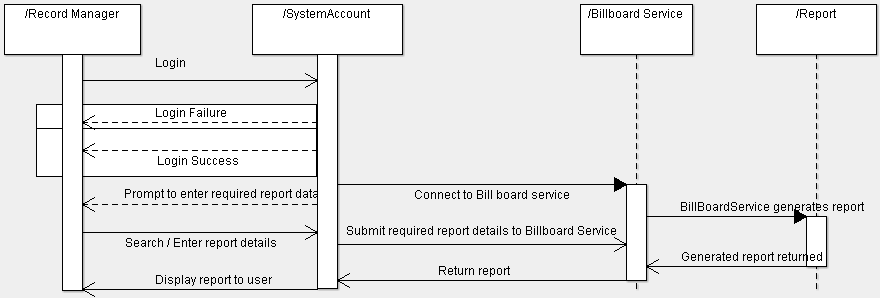 /Record Manager
/SystemAccount
/Billboard Service
/Report
Login
Login Failure
Login Success
Prompt to enter required report data
Connect to Bill board service
BillBoardService generates report
Search / Enter report details
Submit required report details to Billboard Service
Generated report returned
Return report
Display report to user